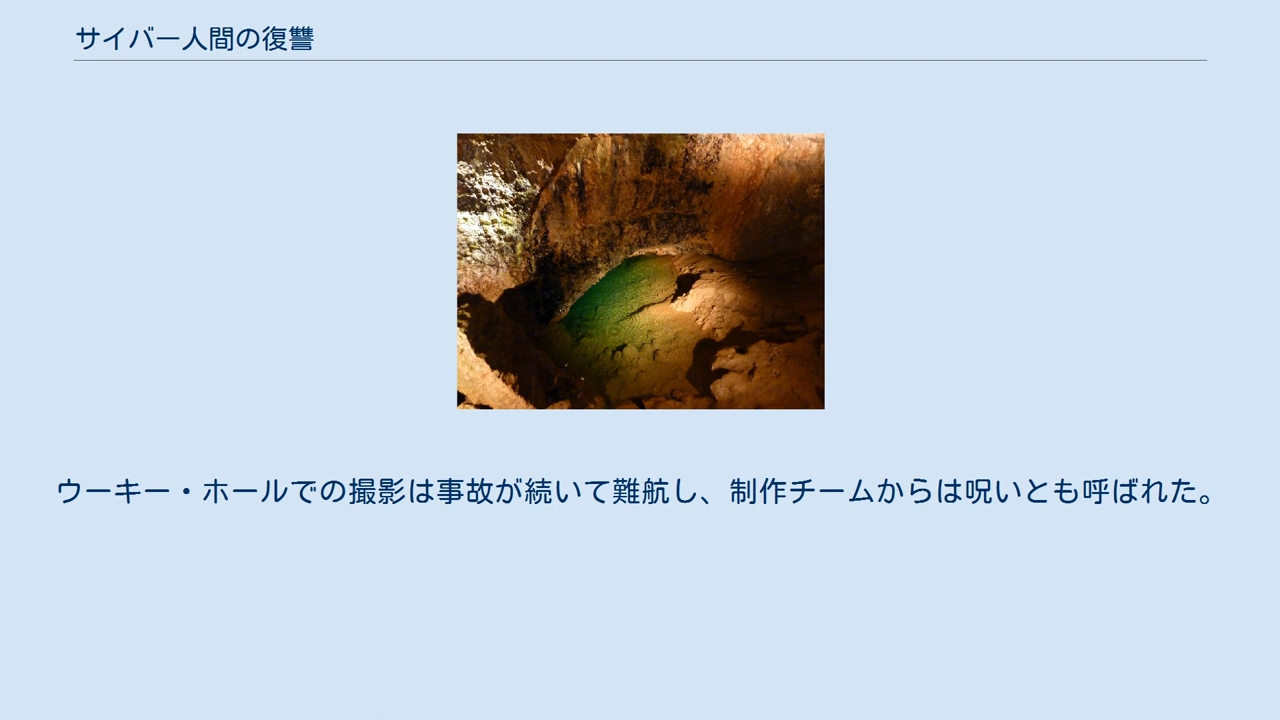 サイバー人間の復讐
ウーキー・ホールでの撮影は事故が続いて難航し、制作チームからは呪いとも呼ばれた。